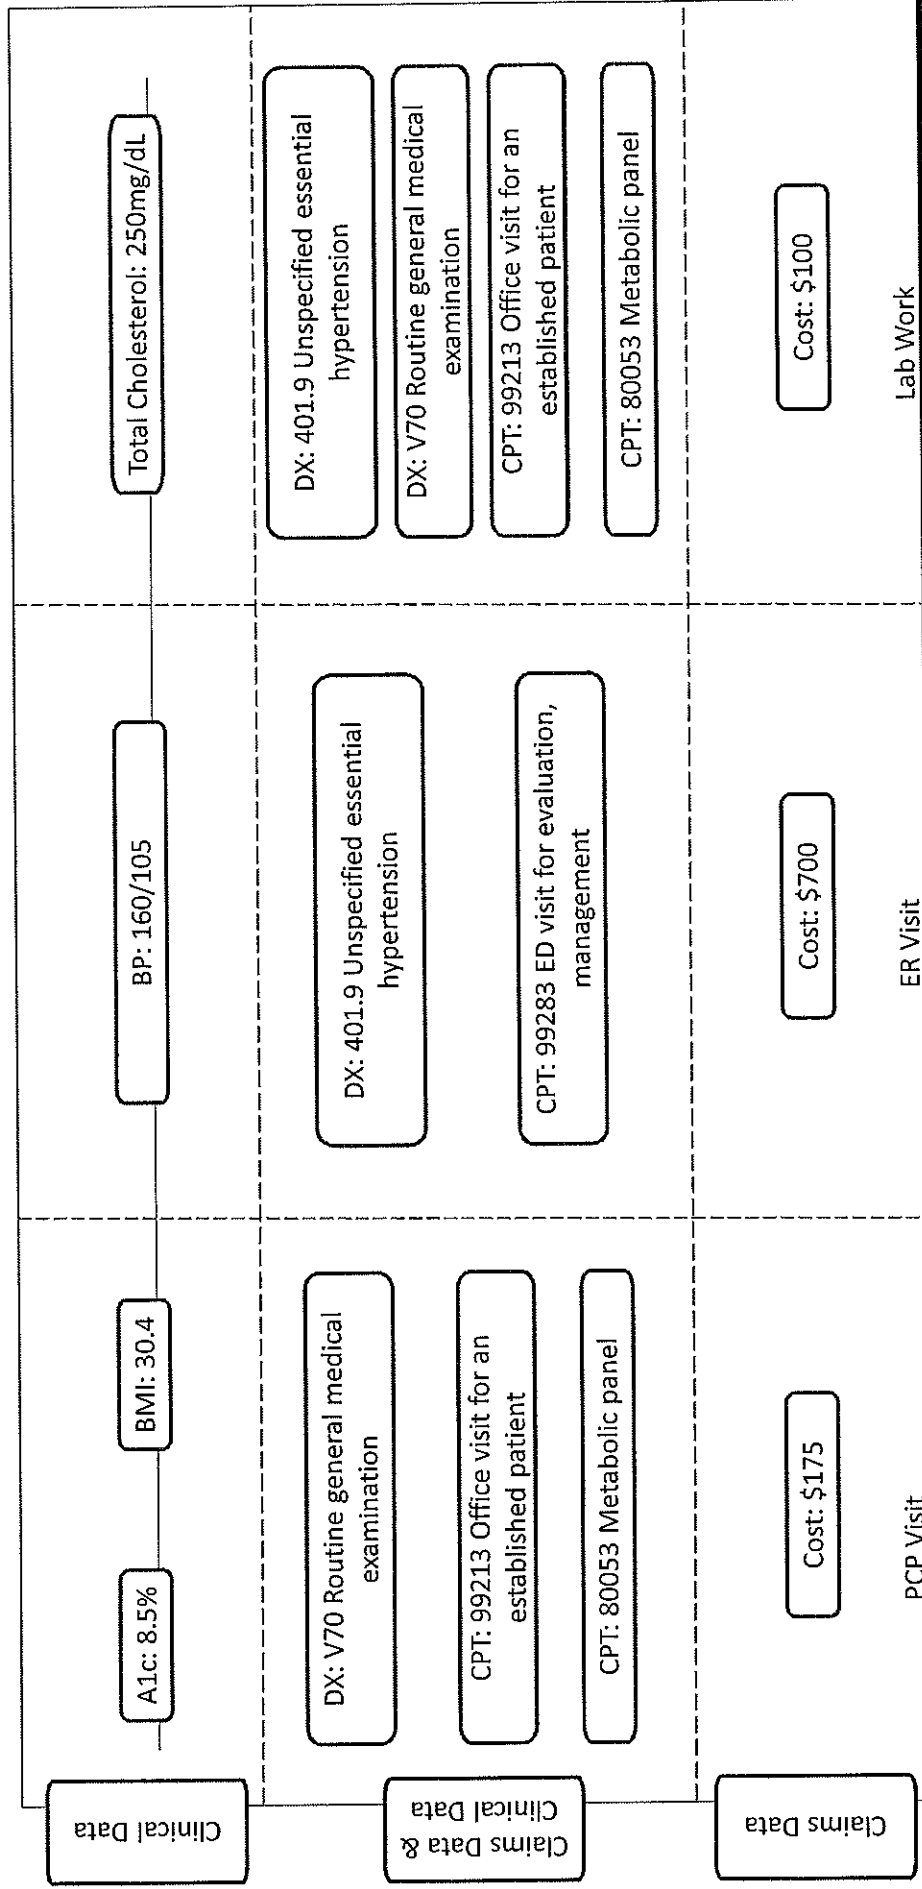 Clinical Data
A1c: 8.5%
BMI: 30.4
BP: 160/105
Total Cholesterol: 250mg/dL
Claims Data &
Clinical Data
DX: V70 Routine general medical
examination
CPT: 99213 Office visit for an
established patient
CPT: 80053 Metabolic panel
DX: 401.9 Unspecified essential
hypertension
CPT: 99283 ED visit for evaluation,
management
DX: 401.9 Unspecified essential
hypertension
DX: V70 Routine general medical
examination
CPT: 99213 Office visit for an
established patient
CPT: 80053 Metabolic panel
Claims Data
Cost: $175
Cost: $700
Cost: $100
PCP Visit
ER Visit
Lab Work